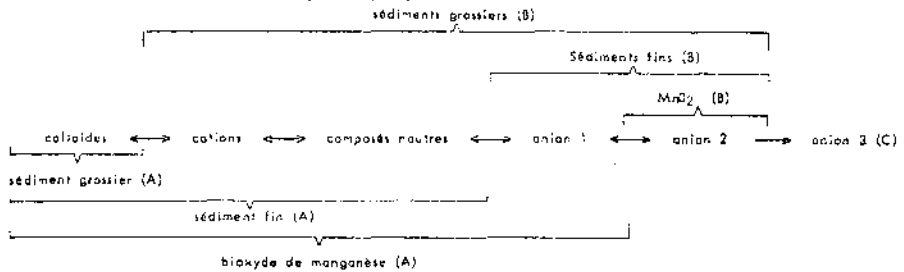 sédiments grossiers (B)
Sédiments fins (B)
MnO2 (B)
colloides ⟷ cations ⟷ composés neutres ⟷ anion 1 ⟷ anion 2 ⟶ anion 3 (C)
sédiment grossier (A)
sédiment fin (A)
bioxyde de manganèse (A)